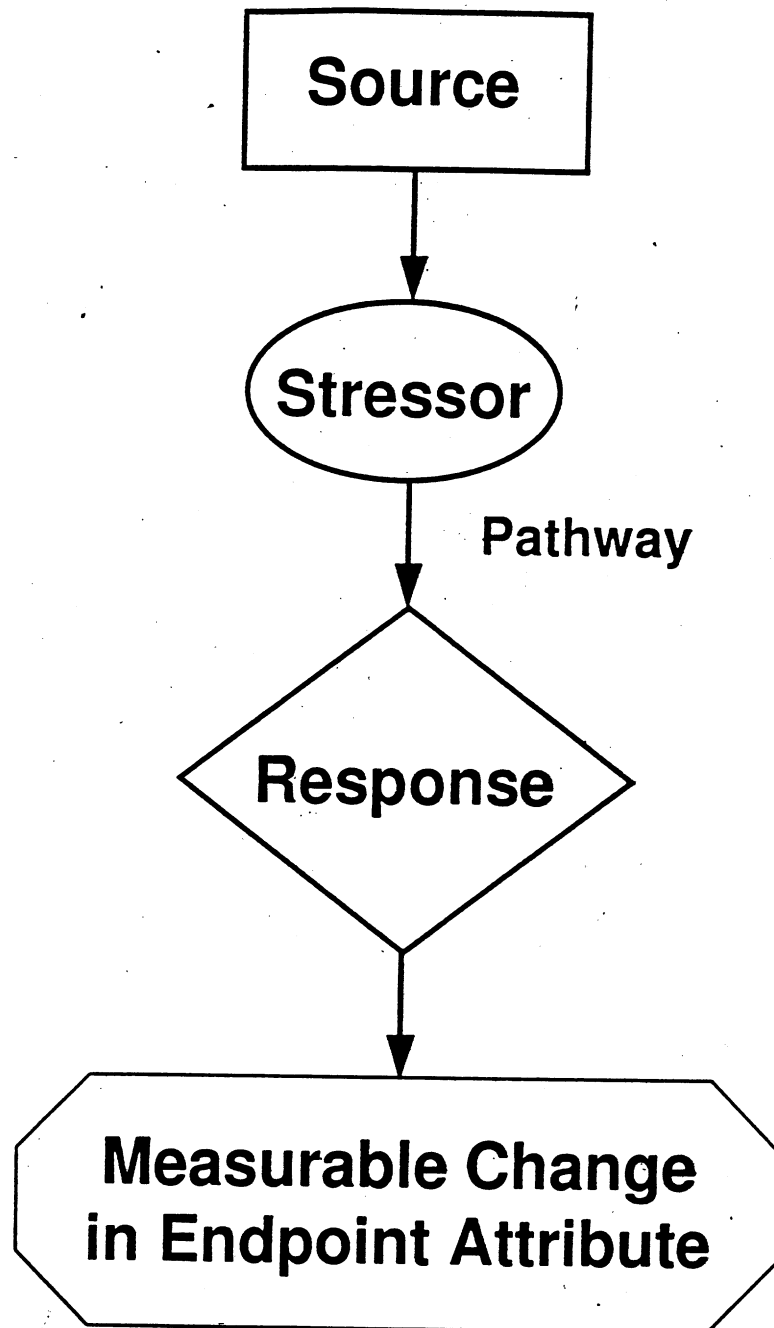 Source
Stressor
Pathway
Response
Measurable Change
in Endpoint Attribute